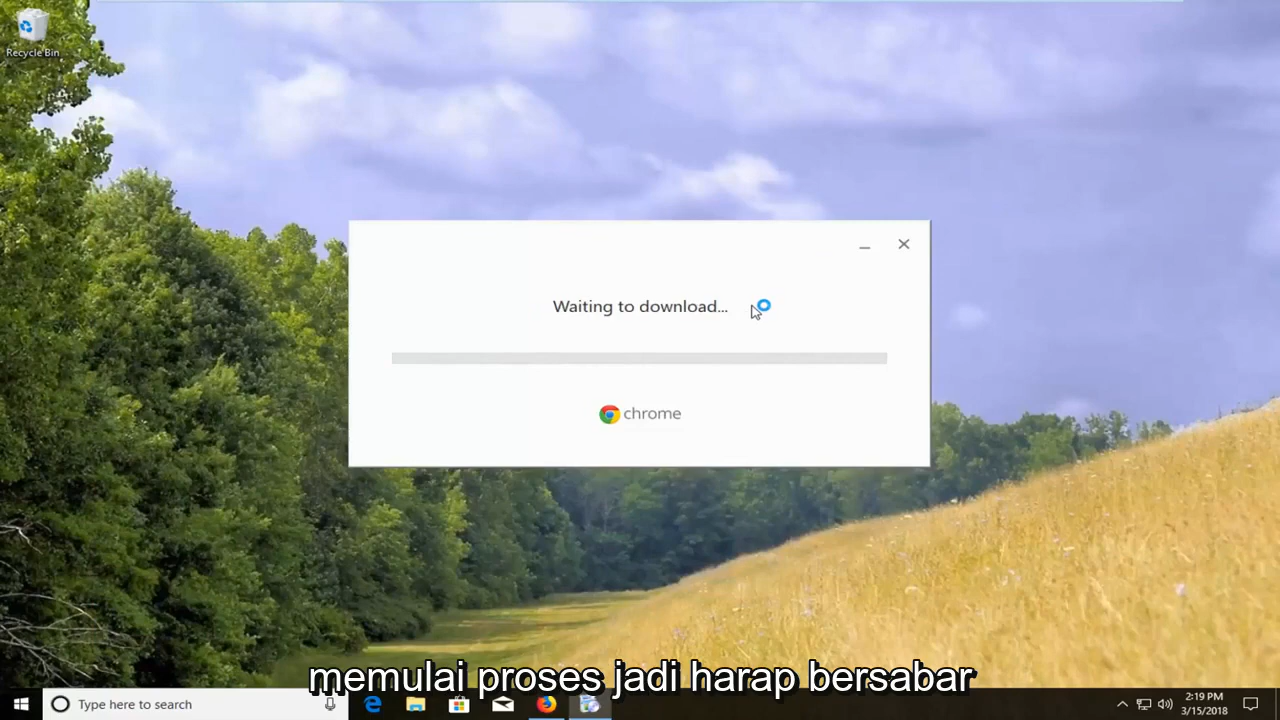 Recycle Bin
Waiting to download...
chrome
memulai proses jadi harap bersabar
Type here to search
2:19 PM
3/15/2018